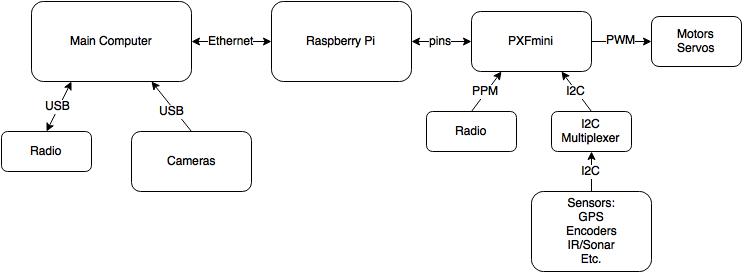 Main Computer
Ethernet
Raspberry Pi
pins
PXFmini
PWM
Motors
Servos
USB
USB
PPM
I2C
Radio
Cameras
Radio
I2C
Multiplexer
I2C
Sensors:
GPS
Encoders
IR/Sonar
Etc.